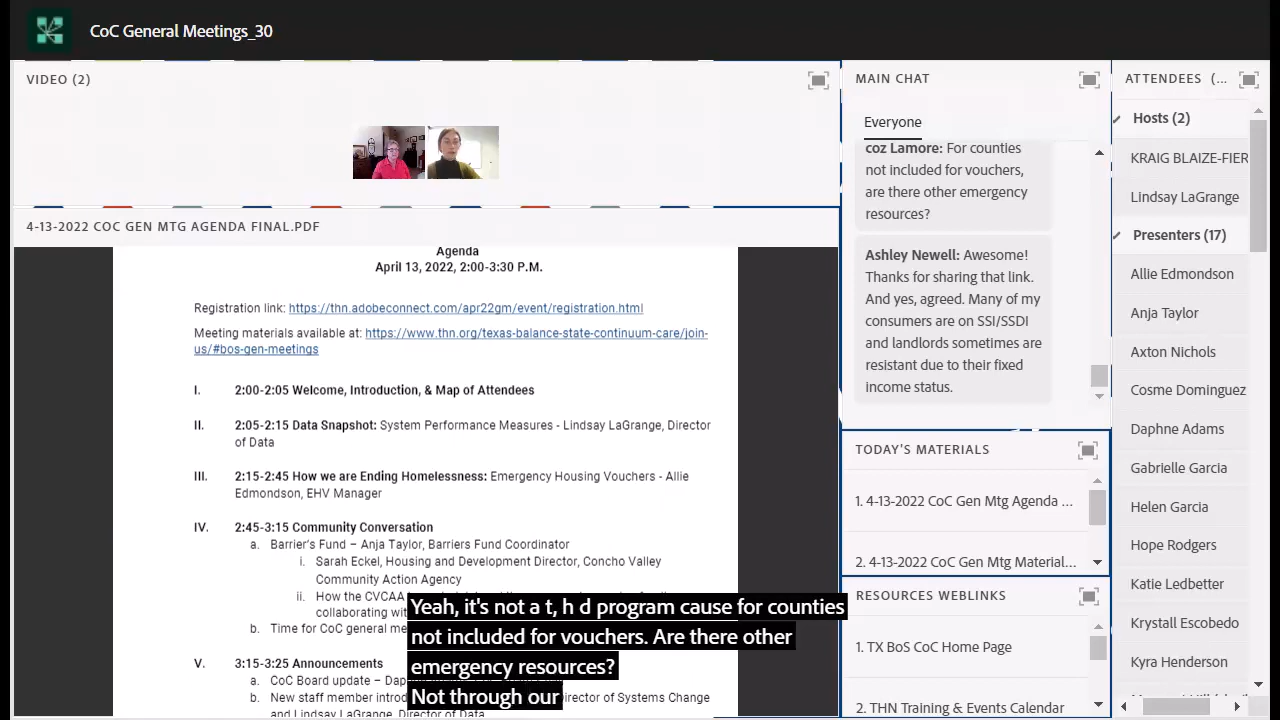 CoC General Meetings_30
VIDEO (2)
4-13-2022 COC GEN MTG AGENDA FINAL.PDF
Agenda
April 13, 2022, 2:00-3:30 P.M.
Registration link: https://thn.adobeconnect.com/apr22gm/event/registration.html
Meeting materials available at: https://www.thn.org/texas-balance-state-continuum-care/join-
us/#bos-gen-meetings
I. 2:00-2:05 Welcome, Introduction, & Map of Attendees
II. 2:05-2:15 Data Snapshot: System Performance Measures - Lindsay LaGrange, Director
of Data
III. 2:15-2:45 How we are Ending Homelessness: Emergency Housing Vouchers - Allie
Edmondson, EHV Manager
IV. 2:45-3:15 Community Conversation
a. Barrier's Fund – Anja Taylor, Barriers Fund Coordinator
i. Sarah Eckel, Housing and Development Director, Concho Valley
Community Action Agency
ii. How the CVCAA
collaborating wit
b. Time for CoC general me
V. 3:15-3:25 Announcements
a. CoC Board update – Dap
b. New staff member introd irector of Systems Change
and Lindsay LaGrange, Director of Data
Yeah, it's not a t, h d program cause for counties
not included for vouchers. Are there other
emergency resources?
Not through our
MAIN CHAT
Everyone
coz Lamore: For counties
not included for vouchers,
are there other emergency
resources?
Ashley Newell: Awesome!
Thanks for sharing that link.
And yes, agreed. Many of my
consumers are on SSI/SSDI
and landlords sometimes are
resistant due to their fixed
income status.
TODAY'S MATERIALS
1. 4-13-2022 CoC Gen Mtg Agenda ...
2. 4-13-2022 CoC Gen Mtg Material...
RESOURCES WEBLINKS
1. TX BoS CoC Home Page
2. THN Training & Events Calendar
ATTENDEES (...
Hosts (2)
KRAIG BLAIZE-FIER
Lindsay LaGrange
Presenters (17)
Allie Edmondson
Anja Taylor
Axton Nichols
Cosme Dominguez
Daphne Adams
Gabrielle Garcia
Helen Garcia
Hope Rodgers
Katie Ledbetter
Krystall Escobedo
Kyra Henderson